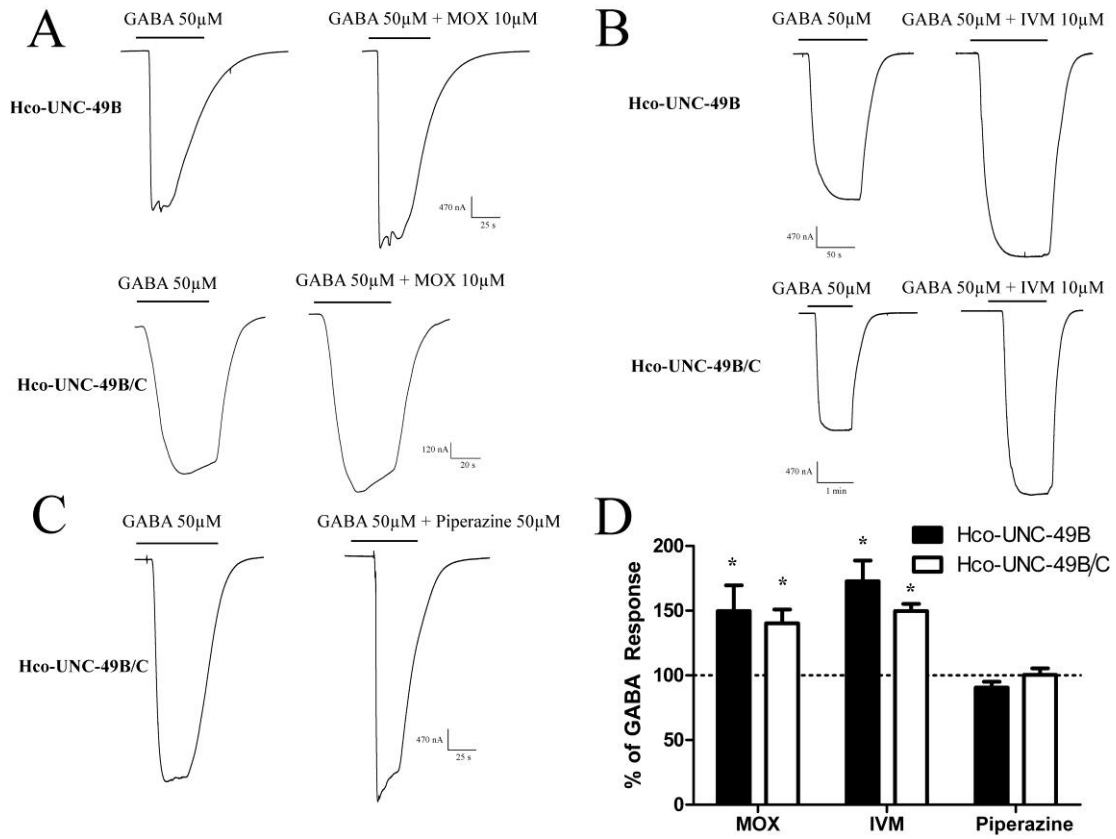 A
GABA 50µM
GABA 50µM + MOX 10µM
Hco-UNC-49B
470 nA
25 s
GABA 50µM
GABA 50µM + MOX 10µM
Hco-UNC-49B/C
120 nA
20 s
B
GABA 50µM
GABA 50µM + IVM 10µM
Hco-UNC-49B
470 nA
50 s
GABA 50µM
GABA 50µM + IVM 10µM
Hco-UNC-49B/C
470 nA
1 min
C
GABA 50µM
GABA 50µM + Piperazine 50µM
Hco-UNC-49B/C
470 nA
25 s
D
Hco-UNC-49B
Hco-UNC-49B/C
% of GABA Response
200
150
100
50
0
* * * *
MOX IVM Piperazine